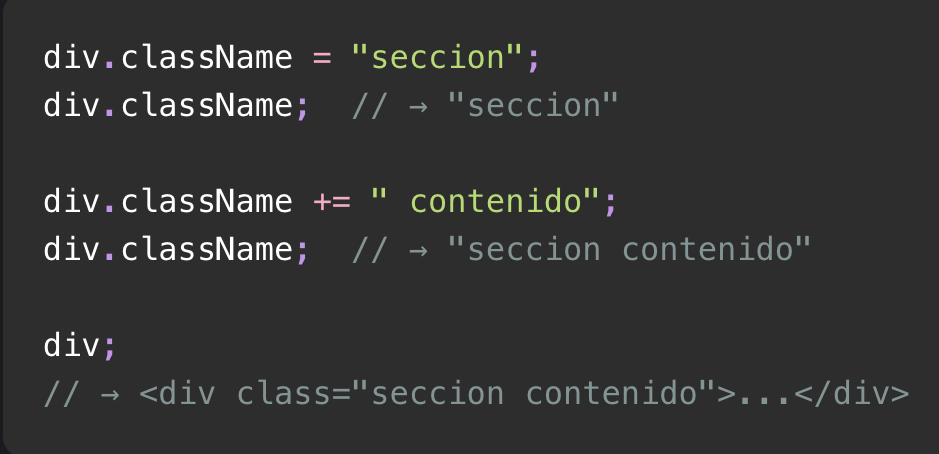 div.className = "seccion";
div.className;  // → "seccion"
div.className += " contenido";
div.className;  // → "seccion contenido"
div;
// → <div class="seccion contenido">...</div>